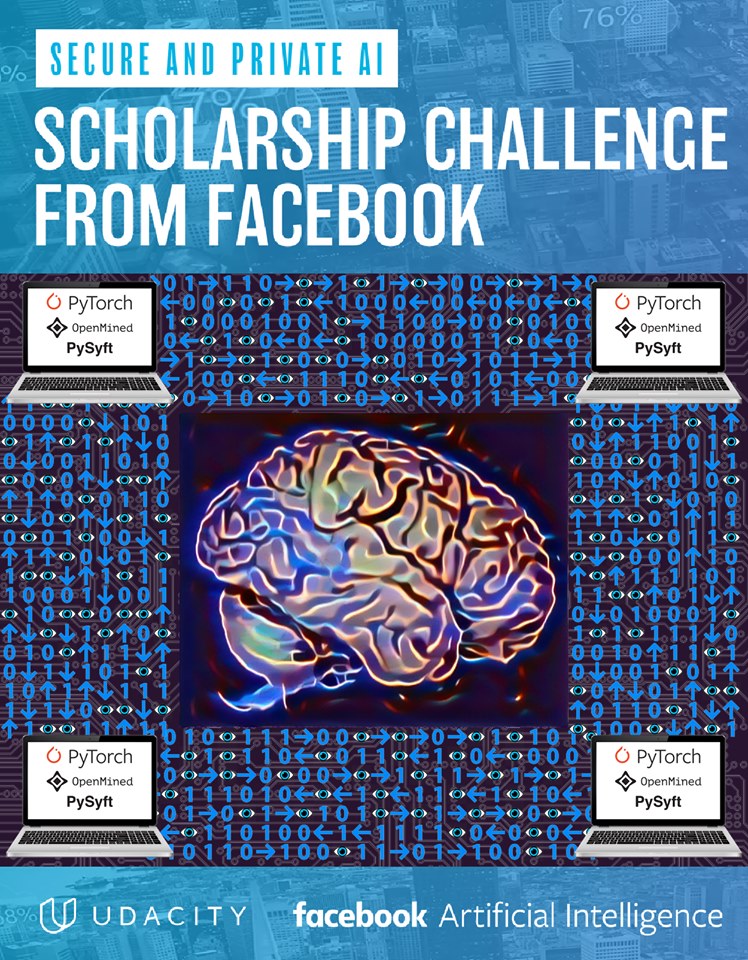 76%
SECURE AND PRIVATE AI
SCHOLARSHIP CHALLENGE
FROM FACEBOOK
PyTorch
OpenMined
PySyft
PyTorch
OpenMined
PySyft
PyTorch
OpenMined
PySyft
PyTorch
OpenMined
PySyft
UDACITY
facebook Artificial Intelligence